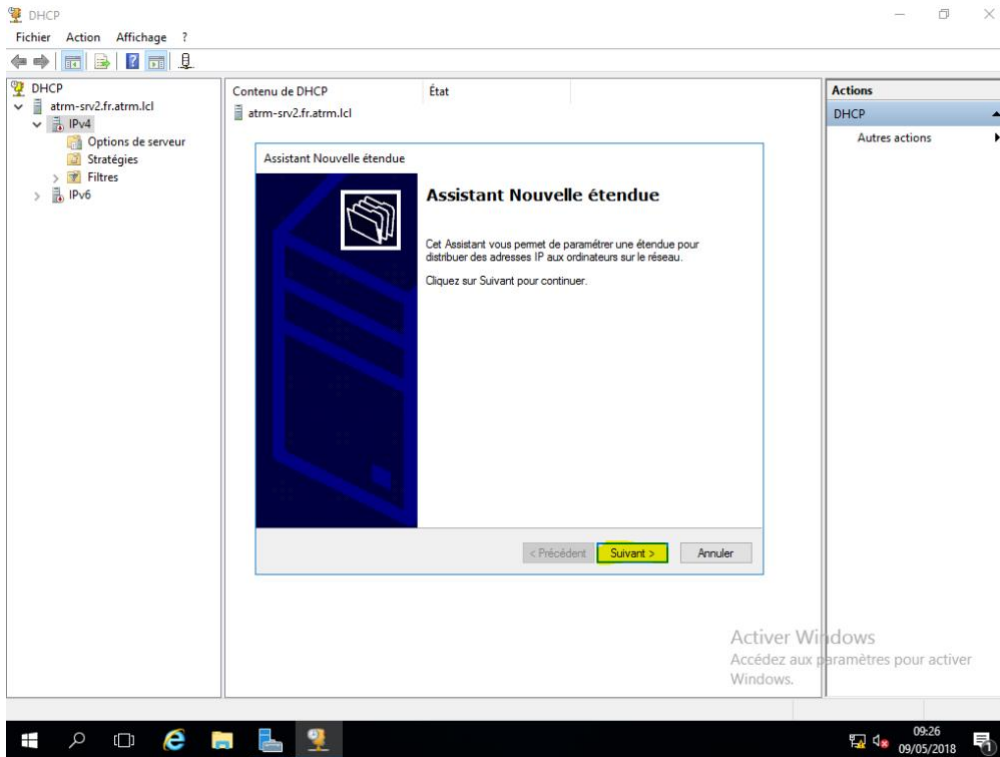 DHCP
Fichier Action Affichage ?
DHCP
atrm-srv2.fr.atrm.lcl
IPv4
Options de serveur
Stratégies
Filtres
IPv6
Contenu de DHCP État
atrm-srv2.fr.atrm.lcl
Assistant Nouvelle étendue
Assistant Nouvelle étendue
Cet Assistant vous permet de paramétrer une étendue pour
distribuer des adresses IP aux ordinateurs sur le réseau.
Cliquez sur Suivant pour continuer.
< Précédent Suivant > Annuler
Actions
DHCP
Autres actions
Activer Windows
Accédez aux paramètres pour activer
Windows.
09:26
09/05/2018
1